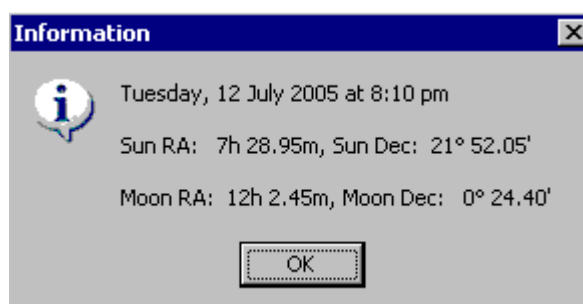 Information
Tuesday, 12 July 2005 at 8:10 pm
Sun RA: 7h 28.95m, Sun Dec: 21° 52.05'
Moon RA: 12h 2.45m, Moon Dec: 0° 24.40'
OK